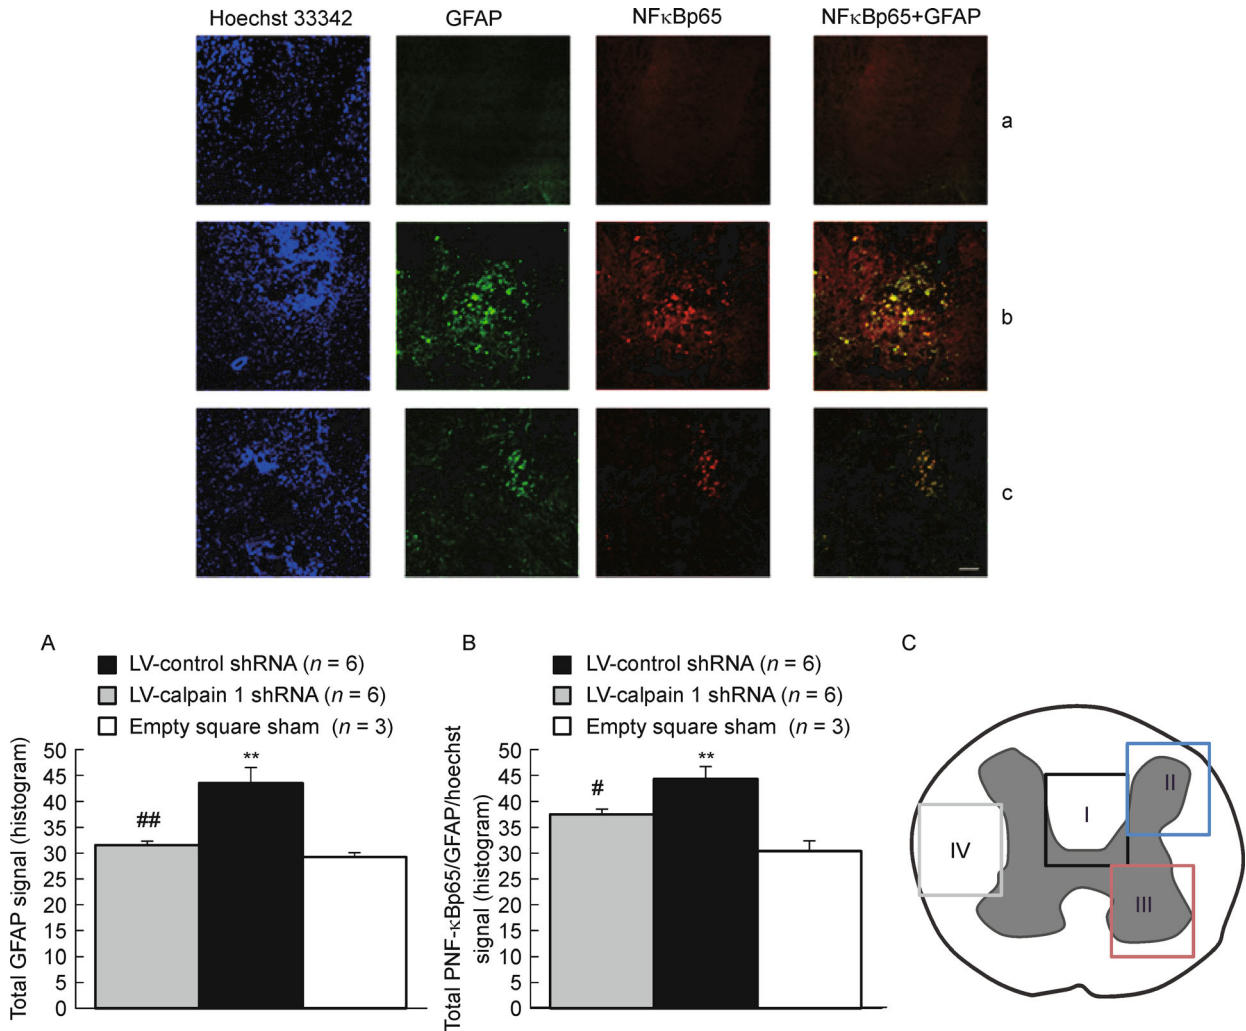 Hoechst 33342 GFAP NFκBp65 NFκBp65+GFAP
a
b
c
A
LV-control shRNA (n = 6)
LV-calpain 1 shRNA (n = 6)
Empty square sham (n = 3)
Total GFAP signal (histogram)
50
45
40
35
30
25
20
15
10
5
0
##
**
B
LV-control shRNA (n = 6)
LV-calpain 1 shRNA (n = 6)
Empty square sham (n = 3)
Total PNF-κBp65/GFAP/hoechst
signal (histogram)
50
45
40
35
30
25
20
15
10
5
0
#
**
C
I
II
III
IV